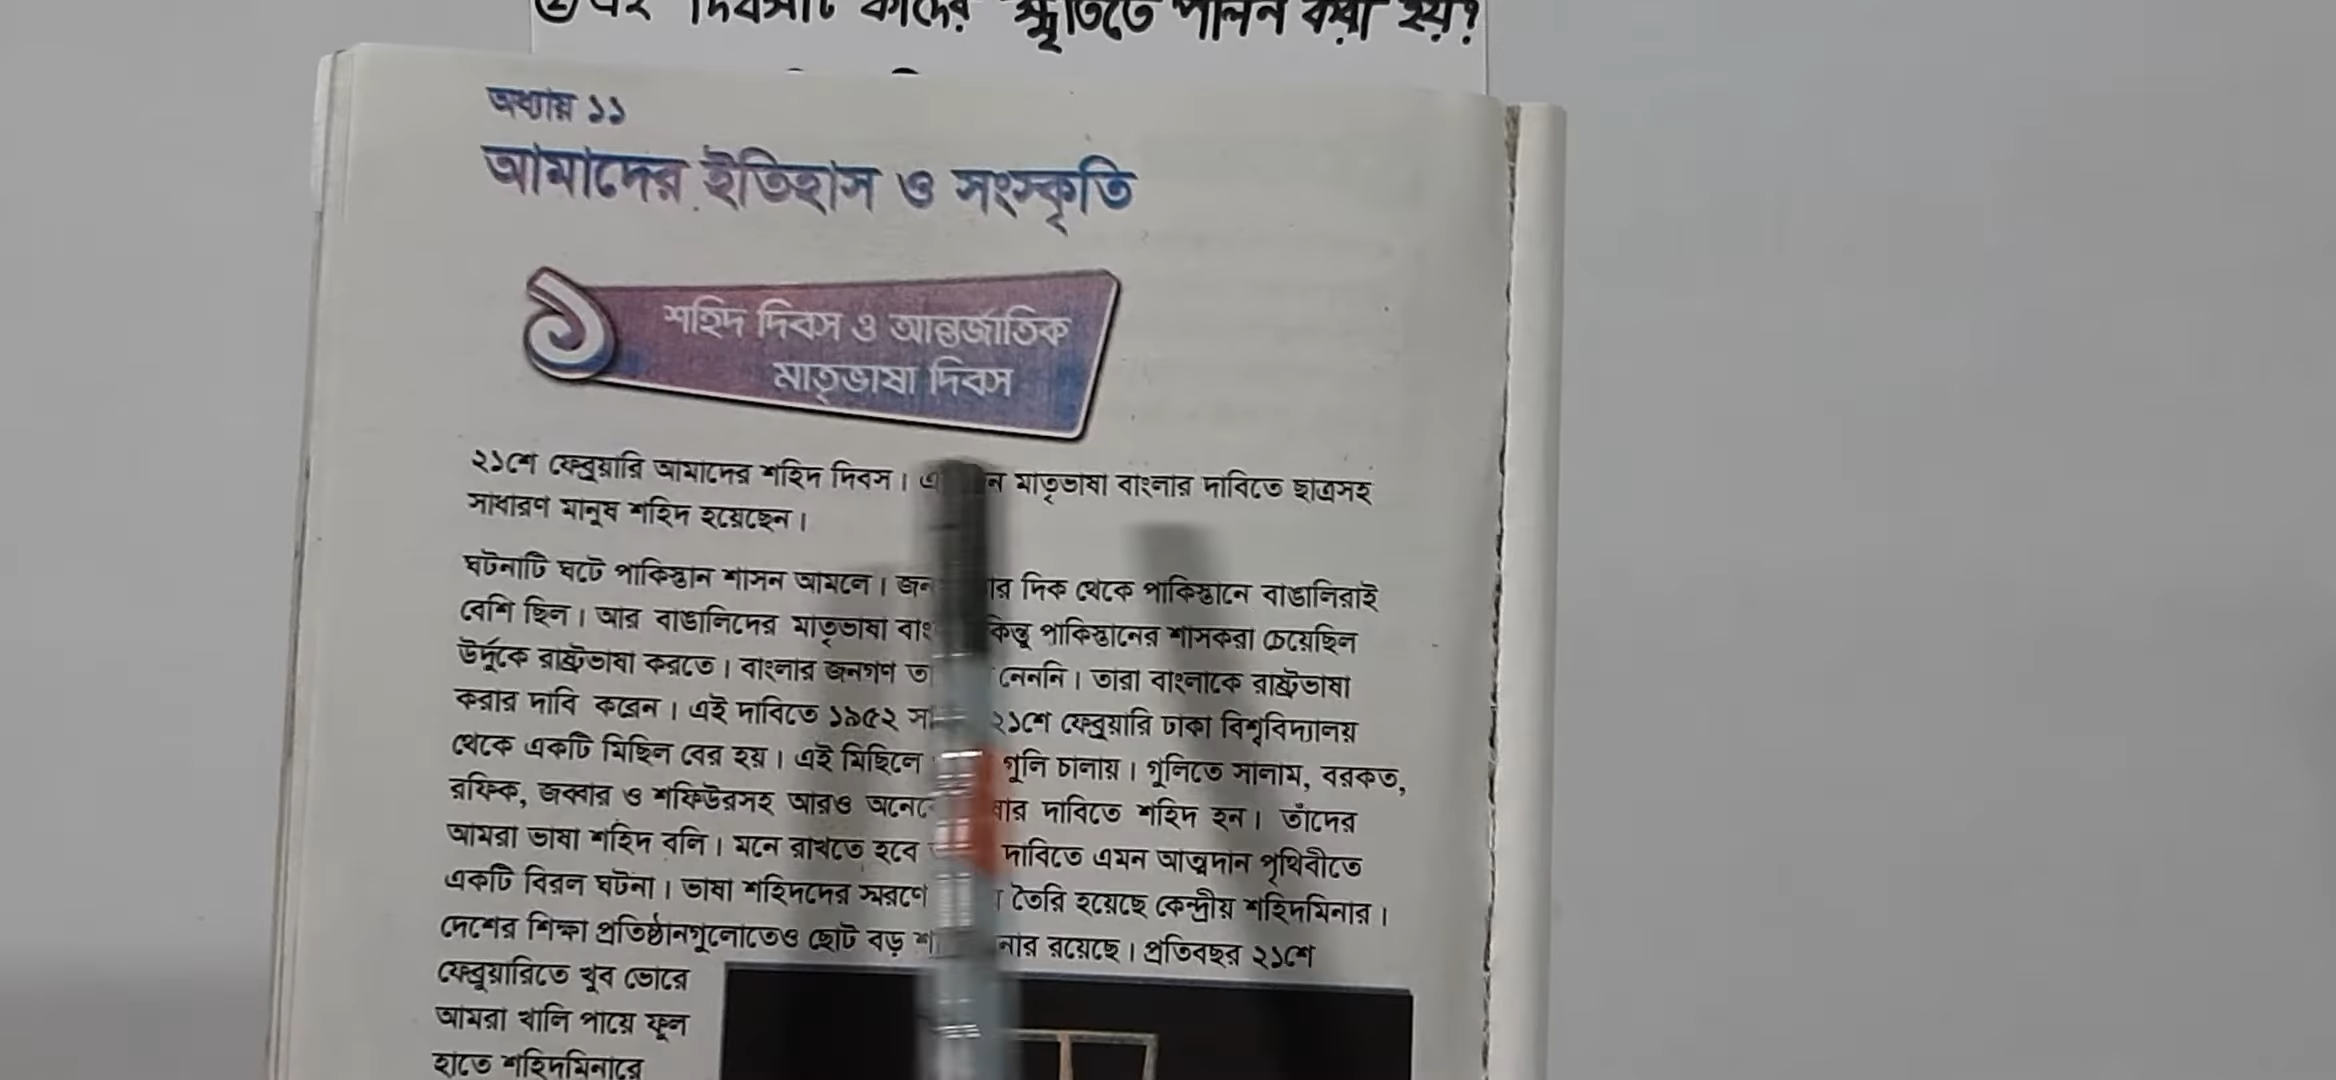 ② এই দিবসটি কাদের স্মৃতিতে পালন করা হয়?
অধ্যায় ১১
আমাদের ইতিহাস ও সংস্কৃতি
১ শহিদ দিবস ও আন্তর্জাতিক
মাতৃভাষা দিবস
২১শে ফেব্রুয়ারি আমাদের শহিদ দিবস। মাতৃভাষা বাংলার দাবিতে ছাত্রসহ
সাধারণ মানুষ শহিদ হয়েছেন।
ঘটনাটি ঘটে পাকিস্তান শাসন আমলে। দিক থেকে পাকিস্তানে বাঙালিরাই
বেশি ছিল। আর বাঙালিদের মাতৃভাষা কিন্তু পাকিস্তানের শাসকরা চেয়েছিল
উর্দুকে রাষ্ট্রভাষা করতে। বাংলার জনগণ নেননি। তারা বাংলাকে রাষ্ট্রভাষা
করার দাবি করেন। এই দাবিতে ১৯৫২ ২১শে ফেব্রুয়ারি ঢাকা বিশ্ববিদ্যালয়
থেকে একটি মিছিল বের হয়। এই মিছিলে গুলি চালায়। গুলিতে সালাম, বরকত,
রফিক, জব্বার ও শফিউরসহ আরও দাবিতে শহিদ হন। তাঁদের
আমরা ভাষা শহিদ বলি। মনে রাখতে হবে দাবিতে এমন আত্মদান পৃথিবীতে
একটি বিরল ঘটনা। ভাষা শহিদদের স্মরণে তৈরি হয়েছে কেন্দ্রীয় শহিদমিনার।
দেশের শিক্ষা প্রতিষ্ঠানগুলোতেও ছোট বড় রয়েছে। প্রতিবছর ২১শে
ফেব্রুয়ারিতে খুব ভোরে
আমরা খালি পায়ে ফুল
হাতে শহিদমিনারে